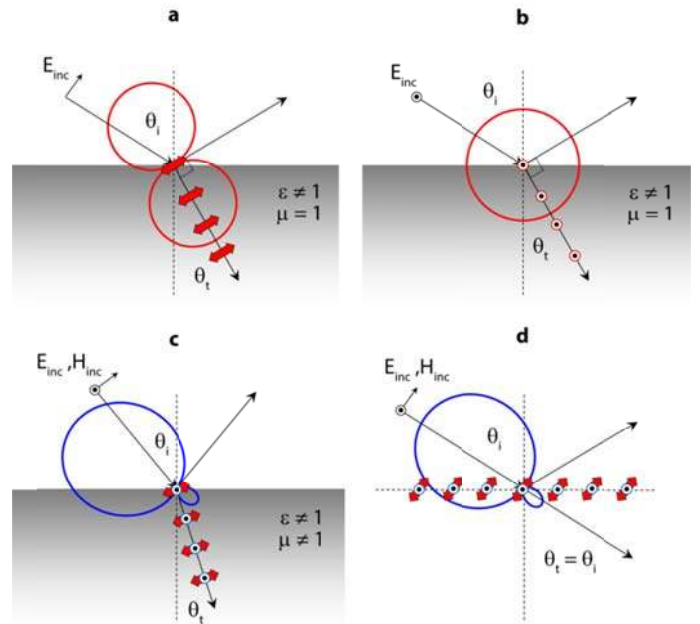 a
E_inc
θ_i
ε ≠ 1
μ = 1
θ_t
b
E_inc
θ_i
ε ≠ 1
μ = 1
θ_t
c
E_inc ,H_inc
θ_i
ε ≠ 1
μ ≠ 1
θ_t
d
E_inc ,H_inc
θ_i
θ_t = θ_i